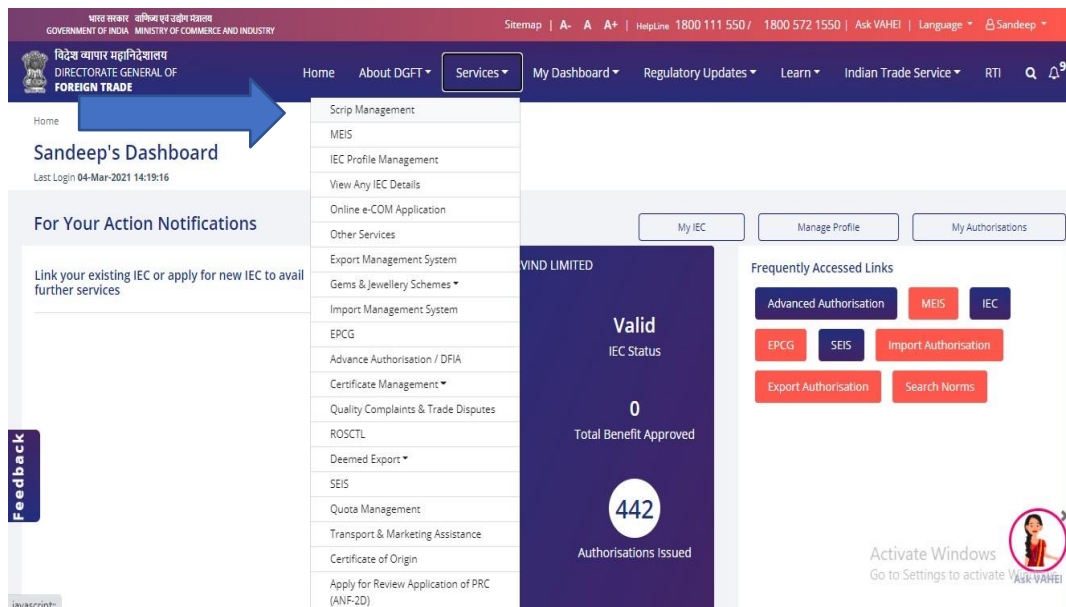 भारत सरकार वाणिज्य एवं उद्योग मंत्रालय
GOVERNMENT OF INDIA MINISTRY OF COMMERCE AND INDUSTRY
Sitemap | A- A A+ | HelpLine 1800 111 550 / 1800 572 1550 | Ask VAHEI | Language Sandeep
विदेश व्यापार महानिदेशालय
DIRECTORATE GENERAL OF
FOREIGN TRADE
Home About DGFT Services My Dashboard Regulatory Updates Learn Indian Trade Service RTI 9
Home
Sandeep's Dashboard
Last Login 04-Mar-2021 14:19:16
Scrip Management
MEIS
IEC Profile Management
View Any IEC Details
Online e-COM Application
Other Services
Export Management System
Gems & Jewellery Schemes
Import Management System
EPCG
Advance Authorisation / DFIA
Certificate Management
Quality Complaints & Trade Disputes
ROSCTL
Deemed Export
SEIS
Quota Management
Transport & Marketing Assistance
Certificate of Origin
Apply for Review Application of PRC
(ANF-2D)
For Your Action Notifications
My IEC Manage Profile My Authorisations
Link your existing IEC or apply for new IEC to avail
further services
VIND LIMITED
Valid
IEC Status
0
Total Benefit Approved
442
Authorisations Issued
Frequently Accessed Links
Advanced Authorisation MEIS IEC
EPCG SEIS Import Authorisation
Export Authorisation Search Norms
Feedback
Activate Windows
Go to Settings to activate
Ask VAHEI
javascript: